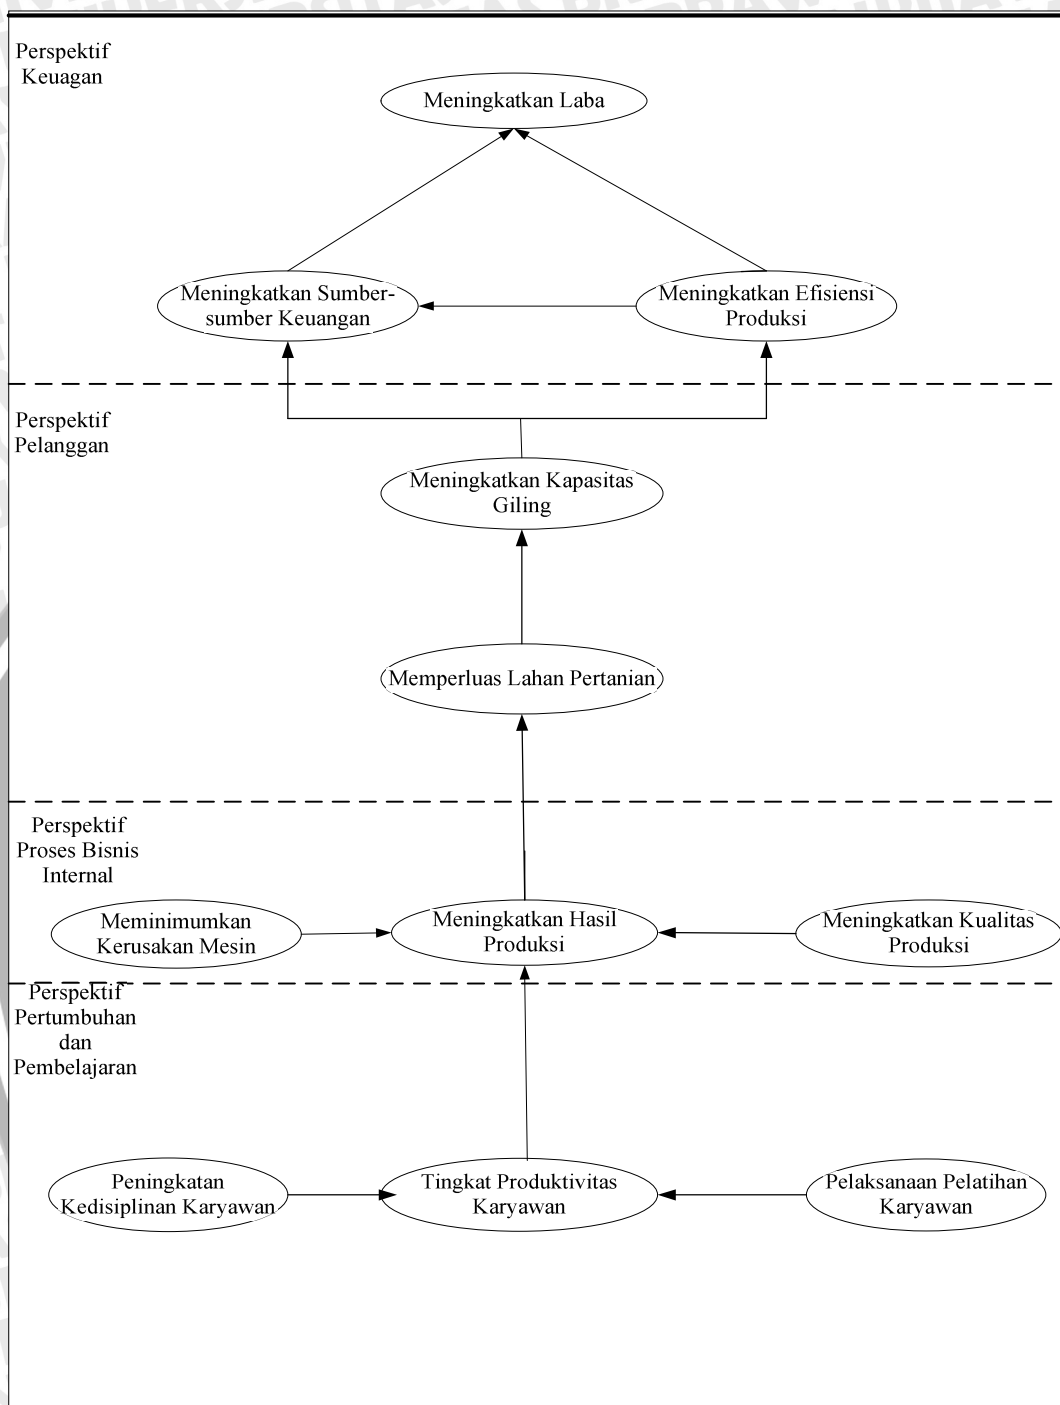 Perspektif
Keuagan
Meningkatkan Laba
Meningkatkan Sumber-
sumber Keuangan
Meningkatkan Efisiensi
Produksi
Perspektif
Pelanggan
Meningkatkan Kapasitas
Giling
Memperluas Lahan Pertanian
Perspektif
Proses Bisnis
Internal
Meminimumkan
Kerusakan Mesin
Meningkatkan Hasil
Produksi
Meningkatkan Kualitas
Produksi
Perspektif
Pertumbuhan
dan
Pembelajaran
Peningkatan
Kedisiplinan Karyawan
Tingkat Produktivitas
Karyawan
Pelaksanaan Pelatihan
Karyawan